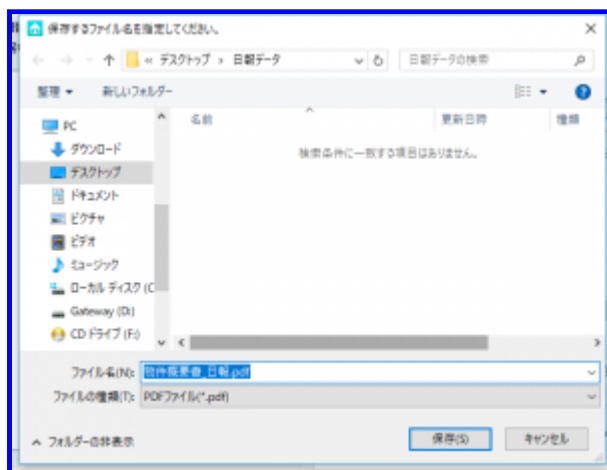 保存するファイル名を指定してください。
« デスクトップ › 日報データ
日報データの検索
整理 新しいフォルダー
名前 更新日時 種類
検索条件に一致する項目はありません。
PC
ダウンロード
デスクトップ
ドキュメント
ピクチャ
ビデオ
ミュージック
ローカル ディスク (C
Gateway (D:)
CD ドライブ (F:)
ファイル名(N): 物件概要書_日報.pdf
ファイルの種類(T): PDFファイル(*.pdf)
フォルダーの非表示
保存(S) キャンセル